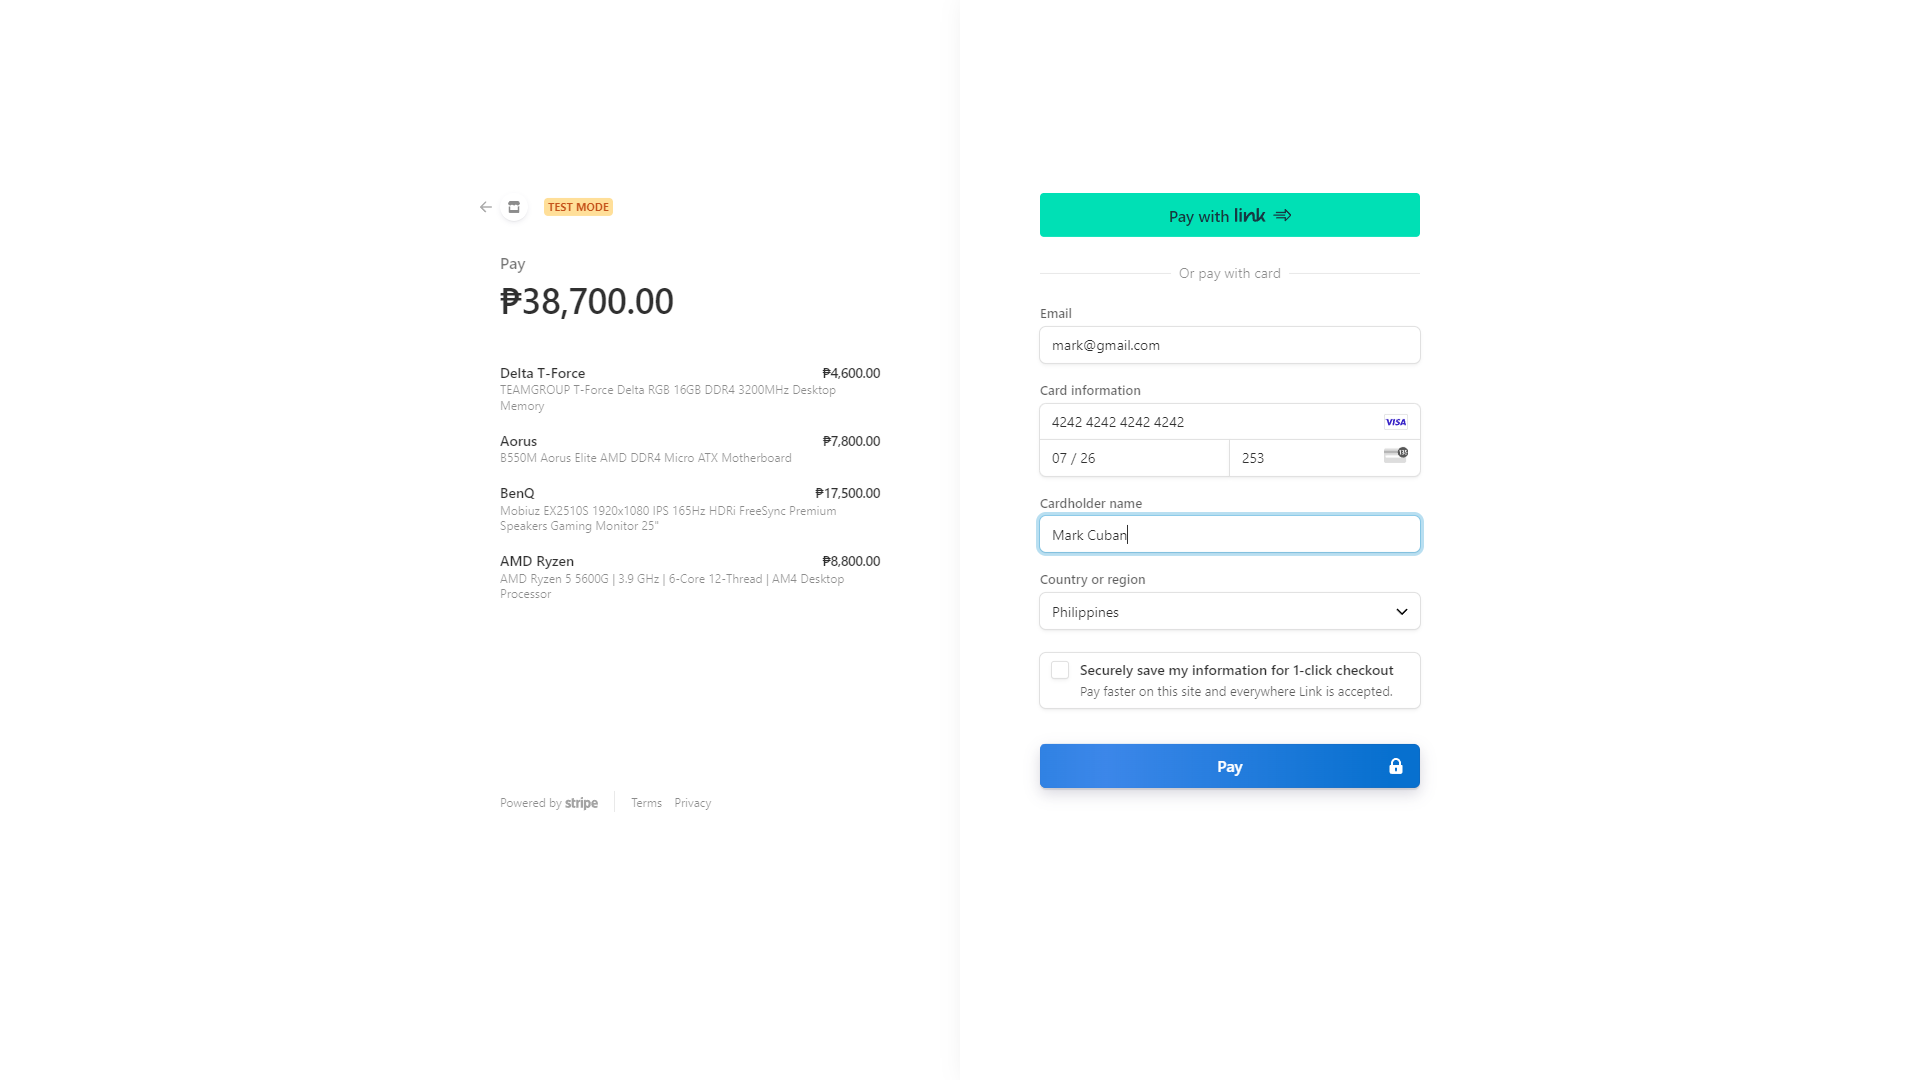 TEST MODE
Pay
₱38,700.00
Delta T-Force ₱4,600.00
TEAMGROUP T-Force Delta RGB 16GB DDR4 3200MHz Desktop
Memory
Aorus ₱7,800.00
B550M Aorus Elite AMD DDR4 Micro ATX Motherboard
BenQ ₱17,500.00
Mobiuz EX2510S 1920x1080 IPS 165Hz HDRi FreeSync Premium
Speakers Gaming Monitor 25"
AMD Ryzen ₱8,800.00
AMD Ryzen 5 5600G | 3.9 GHz | 6-Core 12-Thread | AM4 Desktop
Processor
Powered by stripe Terms Privacy
Pay with link
Or pay with card
Email
mark@gmail.com
Card information
4242 4242 4242 4242 VISA
07 / 26 253 135
Cardholder name
Mark Cuban
Country or region
Philippines
Securely save my information for 1-click checkout
Pay faster on this site and everywhere Link is accepted.
Pay